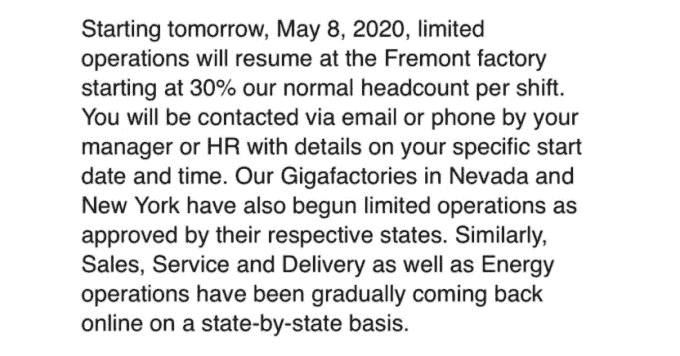 Starting tomorrow, May 8, 2020, limited
operations will resume at the Fremont factory
starting at 30% our normal headcount per shift.
You will be contacted via email or phone by your
manager or HR with details on your specific start
date and time. Our Gigafactories in Nevada and
New York have also begun limited operations as
approved by their respective states. Similarly,
Sales, Service and Delivery as well as Energy
operations have been gradually coming back
online on a state-by-state basis.